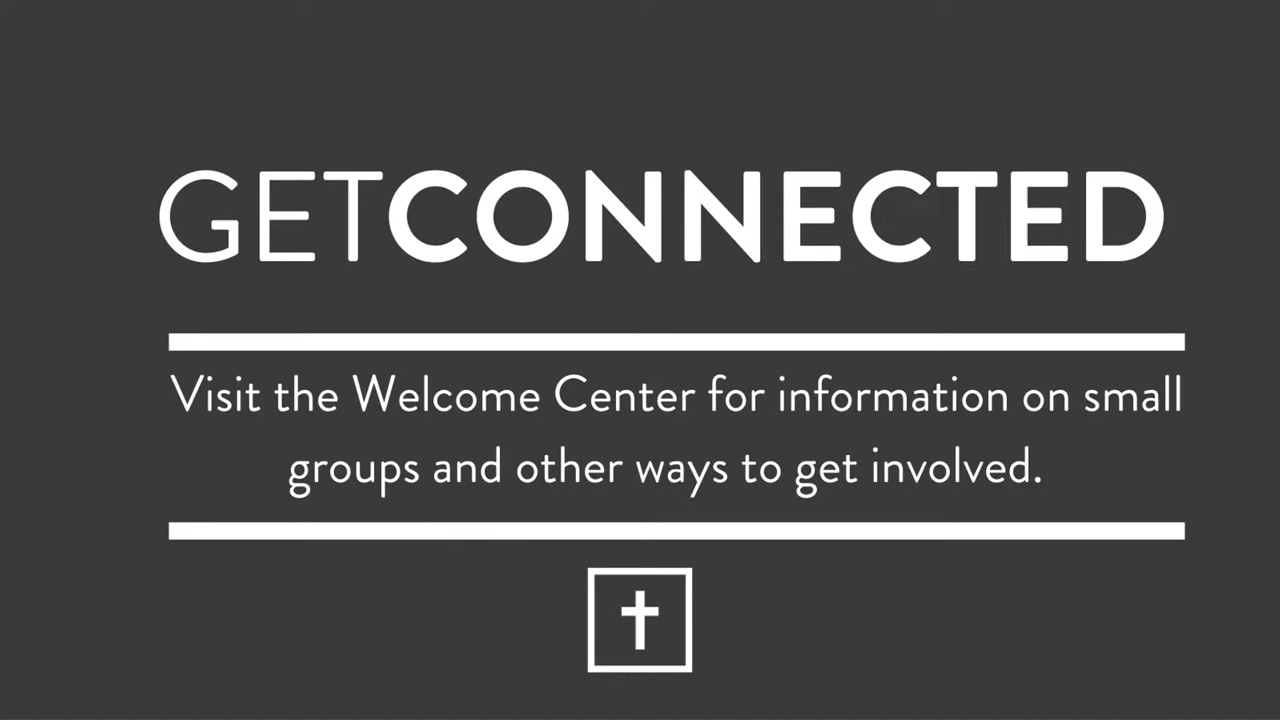 GETCONNECTED
Visit the Welcome Center for information on small
groups and other ways to get involved.